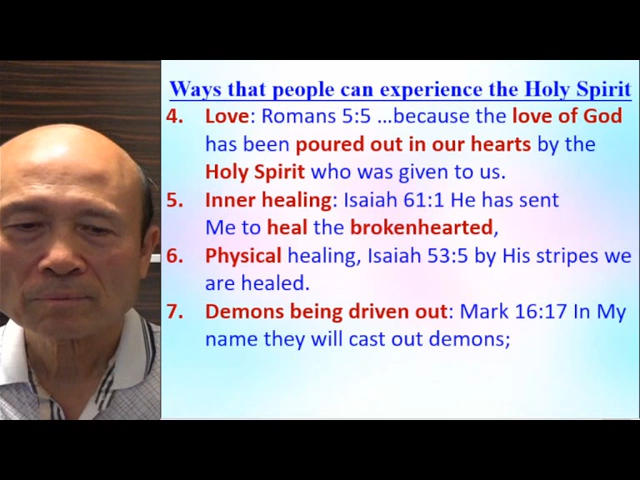 Ways that people can experience the Holy Spirit
4. Love: Romans 5:5 …because the love of God
has been poured out in our hearts by the
Holy Spirit who was given to us.
5. Inner healing: Isaiah 61:1 He has sent
Me to heal the brokenhearted,
6. Physical healing, Isaiah 53:5 by His stripes we
are healed.
7. Demons being driven out: Mark 16:17 In My
name they will cast out demons;